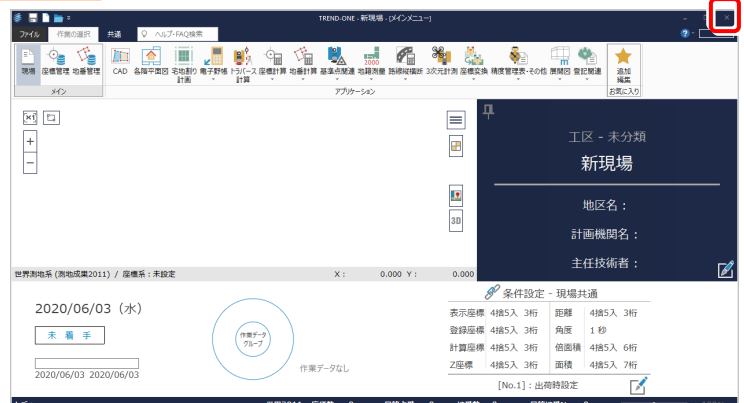 TREND-ONE - 新現場 - [メインメニュー]
ファイル 作業の選択 共通 ヘルプ・FAQ検索
現場 座標管理 地番管理 CAD 各階平面図 宅地割り計画 電子野帳 トラバース計算 座標計算 地番計算 基準点関連 地籍測量 路線縦横断 3次元計測 座標変換 精度管理表・その他 展開図 登記関連 追加編集
メイン アプリケーション お気に入り
×1
+
-
3D
工区 - 未分類
新現場
地区名：
計画機関名：
主任技術者：
世界測地系 (測地成果2011) / 座標系：未設定 X： 0.000 Y： 0.000
2020/06/03（水）
未 着 手
2020/06/03 2020/06/03
作業データ
グループ
作業データなし
条件設定 - 現場共通
表示座標 4捨5入 3桁 距離 4捨5入 3桁
登録座標 4捨5入 3桁 角度 1 秒
計算座標 4捨5入 3桁 倍面積 4捨5入 6桁
Z座標 4捨5入 3桁 面積 4捨5入 7桁
[No.1]：出荷時設定